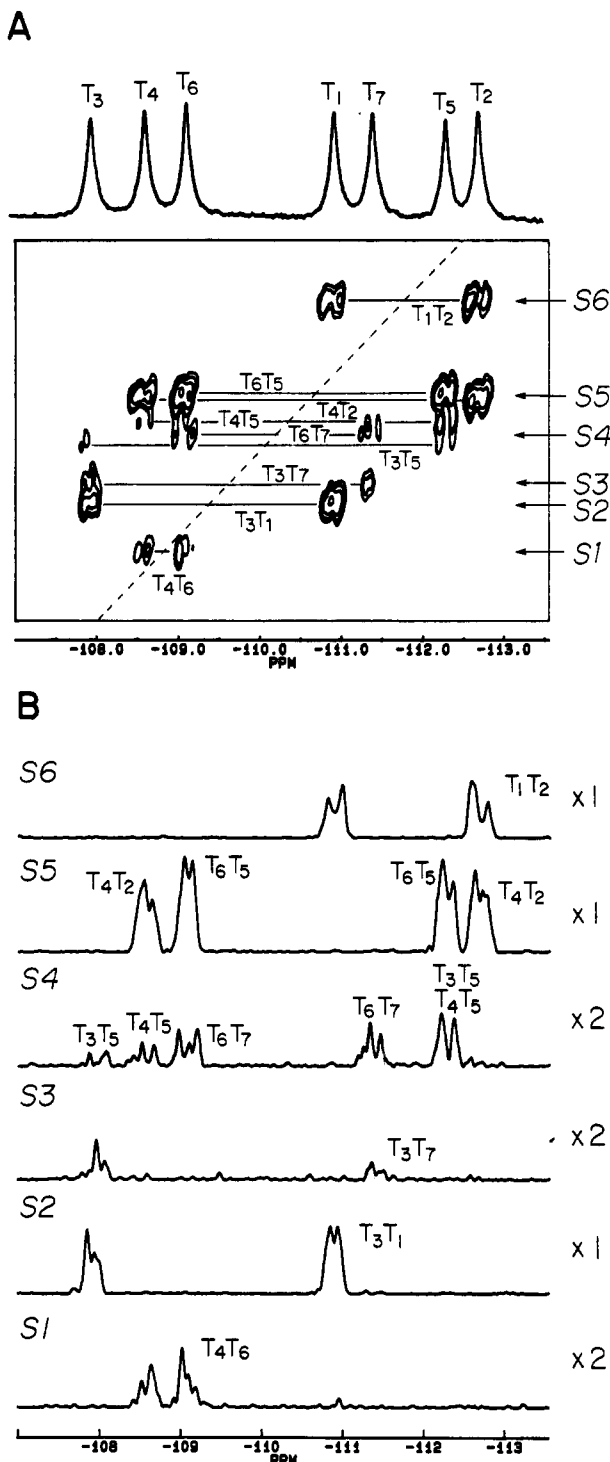 A
T3 T4 T6 T1 T7 T5 T2
S6
T1T2
T6T5
S5
T4T5 T4T2
S4
T6T7
T3T5
T3T7
S3
S2
T3T1
S1
T4T6
-108.0 -109.0 -110.0 -111.0 -112.0 -113.0
PPM
B
S6
T1T2
x1
S5
T4T2 T6T5 T6T5 T4T2
x1
S4
T3T5 T4T5 T6T7 T6T7 T3T5
T4T5
x2
S3
T3T7
x2
S2
T3T1
x1
S1
T4T6
x2
-108 -109 -110 -111 -112 -113
PPM